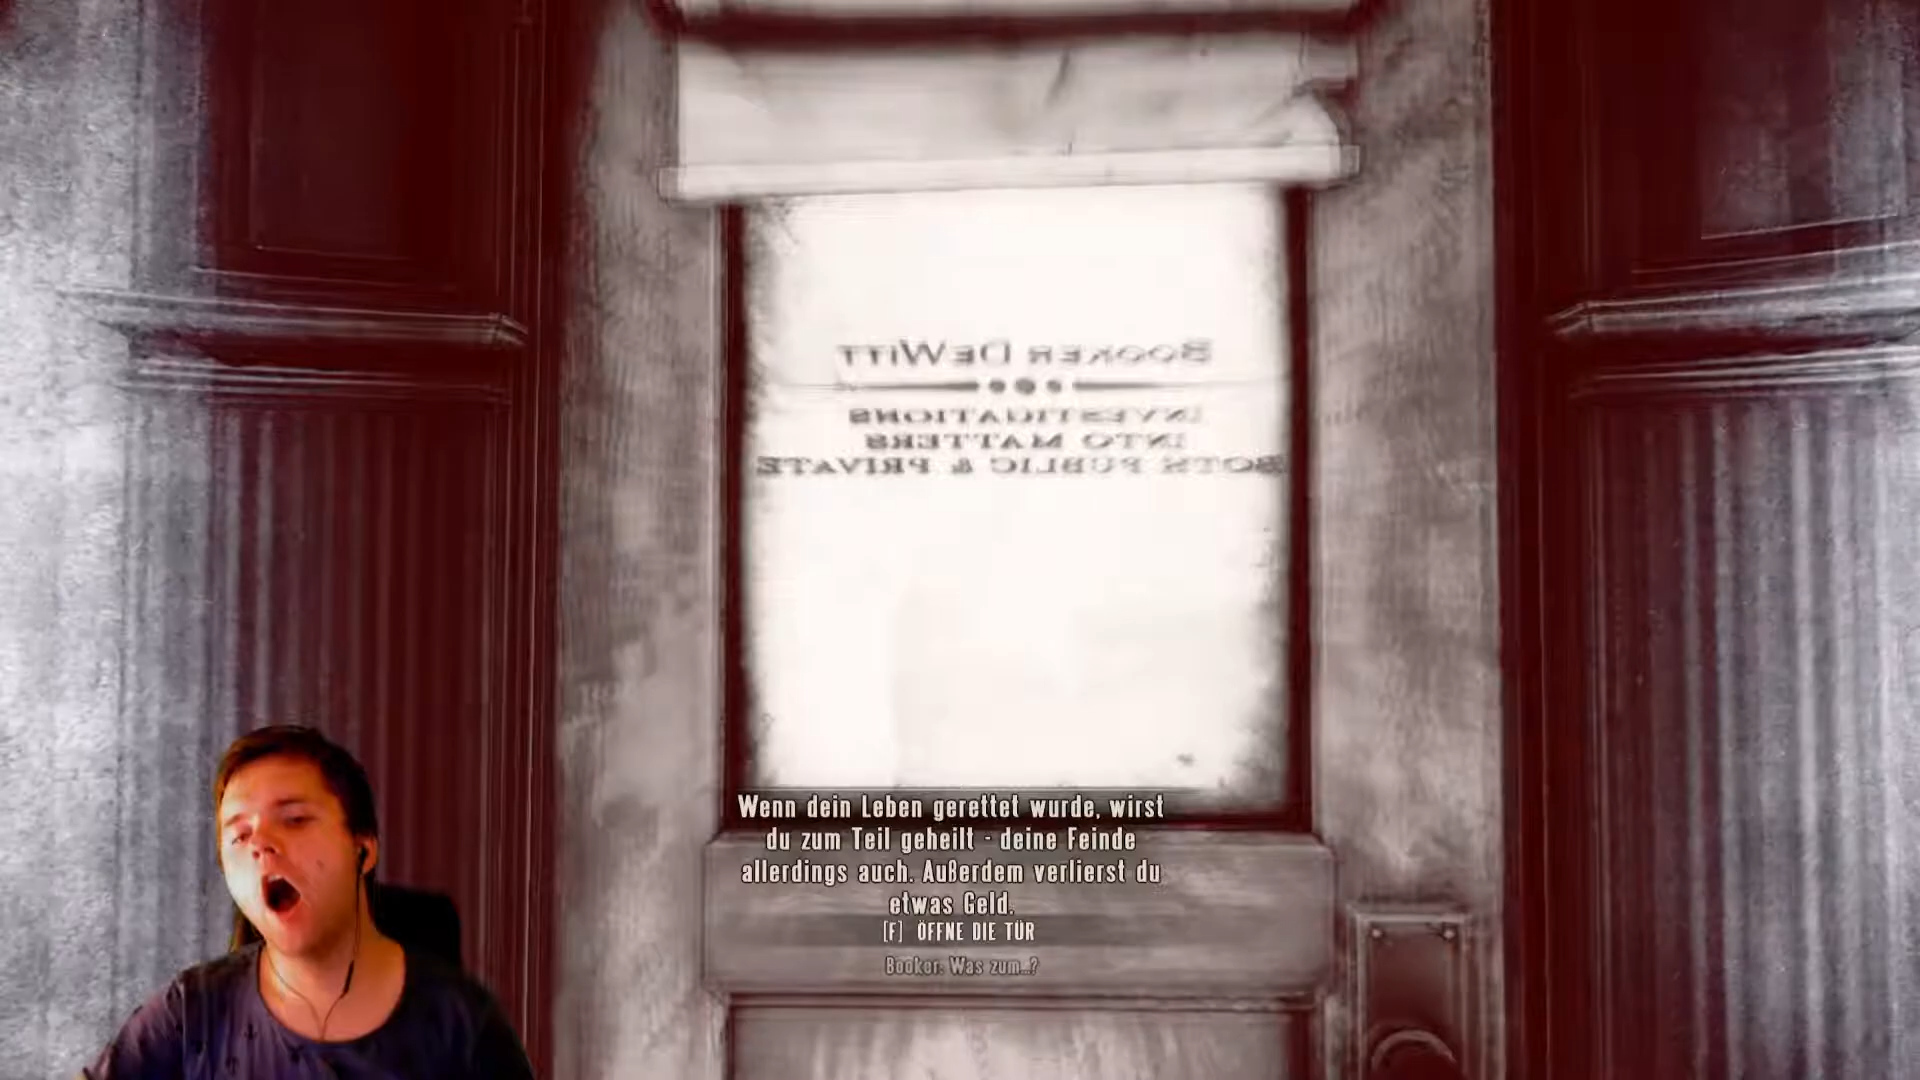 BOOKER DEWITT
INVESTIGATIONS
INTO MATTERS
BOTH PUBLIC & PRIVATE
Wenn dein Leben gerettet wurde, wirst
du zum Teil geheilt - deine Feinde
allerdings auch. Außerdem verlierst du
etwas Geld.
[F] ÖFFNE DIE TÜR
Booker: Was zum...?